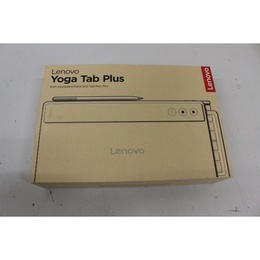 Lenovo
Yoga Tab Plus
With Keyboard Pack and Tab Pen Pro
Lenovo
Lenovo